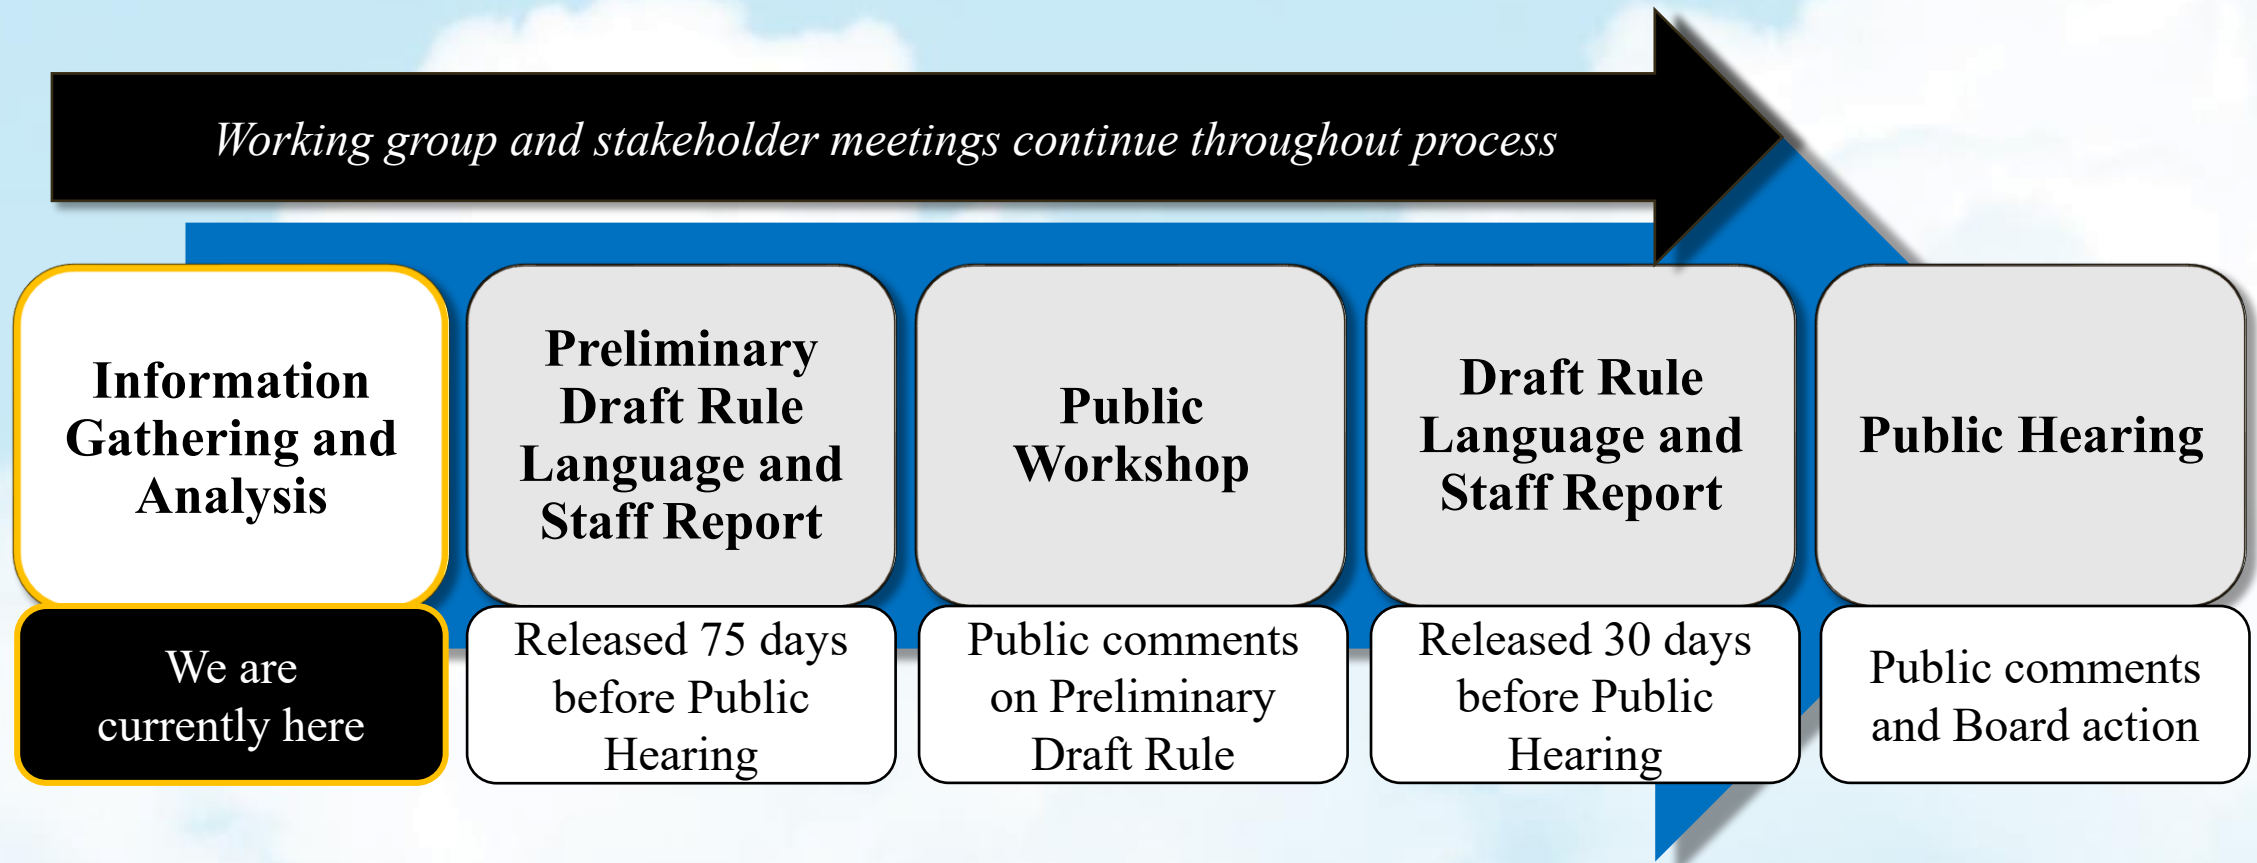 Working group and stakeholder meetings continue throughout process
Information
Gathering and
Analysis
We are
currently here
Preliminary
Draft Rule
Language and
Staff Report
Released 75 days
before Public
Hearing
Public
Workshop
Public comments
on Preliminary
Draft Rule
Draft Rule
Language and
Staff Report
Released 30 days
before Public
Hearing
Public Hearing
Public comments
and Board action